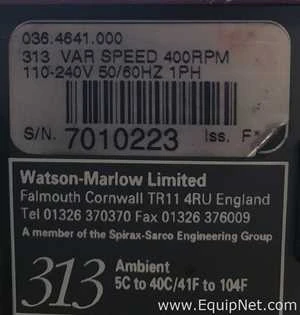 036.4641.000
313 VAR SPEED 400RPM
110-240V 50/60HZ 1PH
S/N. 7010223 Iss. F*
Watson-Marlow Limited
Falmouth Cornwall TR11 4RU England
Tel 01326 370370 Fax 01326 376009
A member of the Spirax-Sarco Engineering Group
313 Ambient
5C to 40C/41F to 104F
www.EquipNet.com